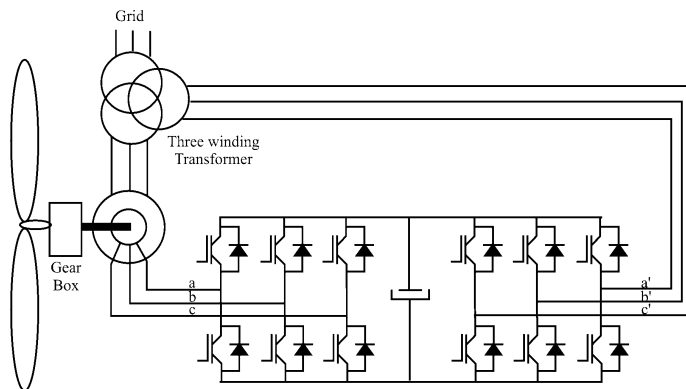 Grid
Three winding
Transformer
Gear
Box
a
b
c
a'
b'
c'